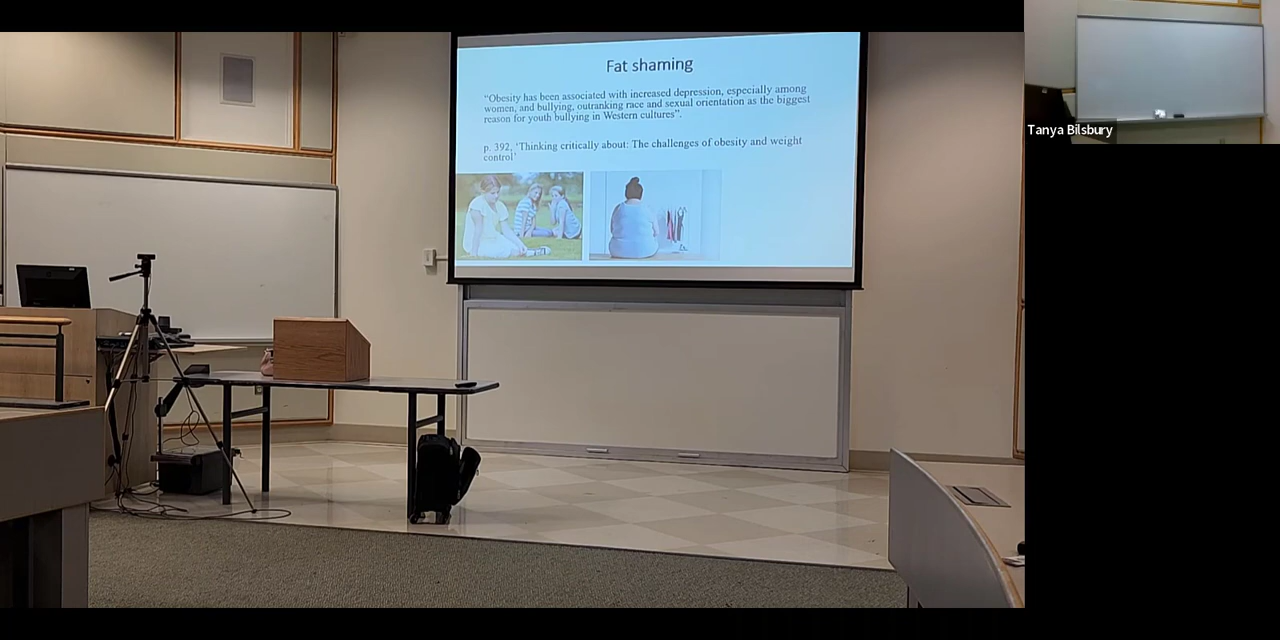 Fat shaming
“Obesity has been associated with increased depression, especially among
women, and bullying, outranking race and sexual orientation as the biggest
reason for youth bullying in Western cultures”.
p. 392, ‘Thinking critically about: The challenges of obesity and weight
control’
Tanya Bilsbury